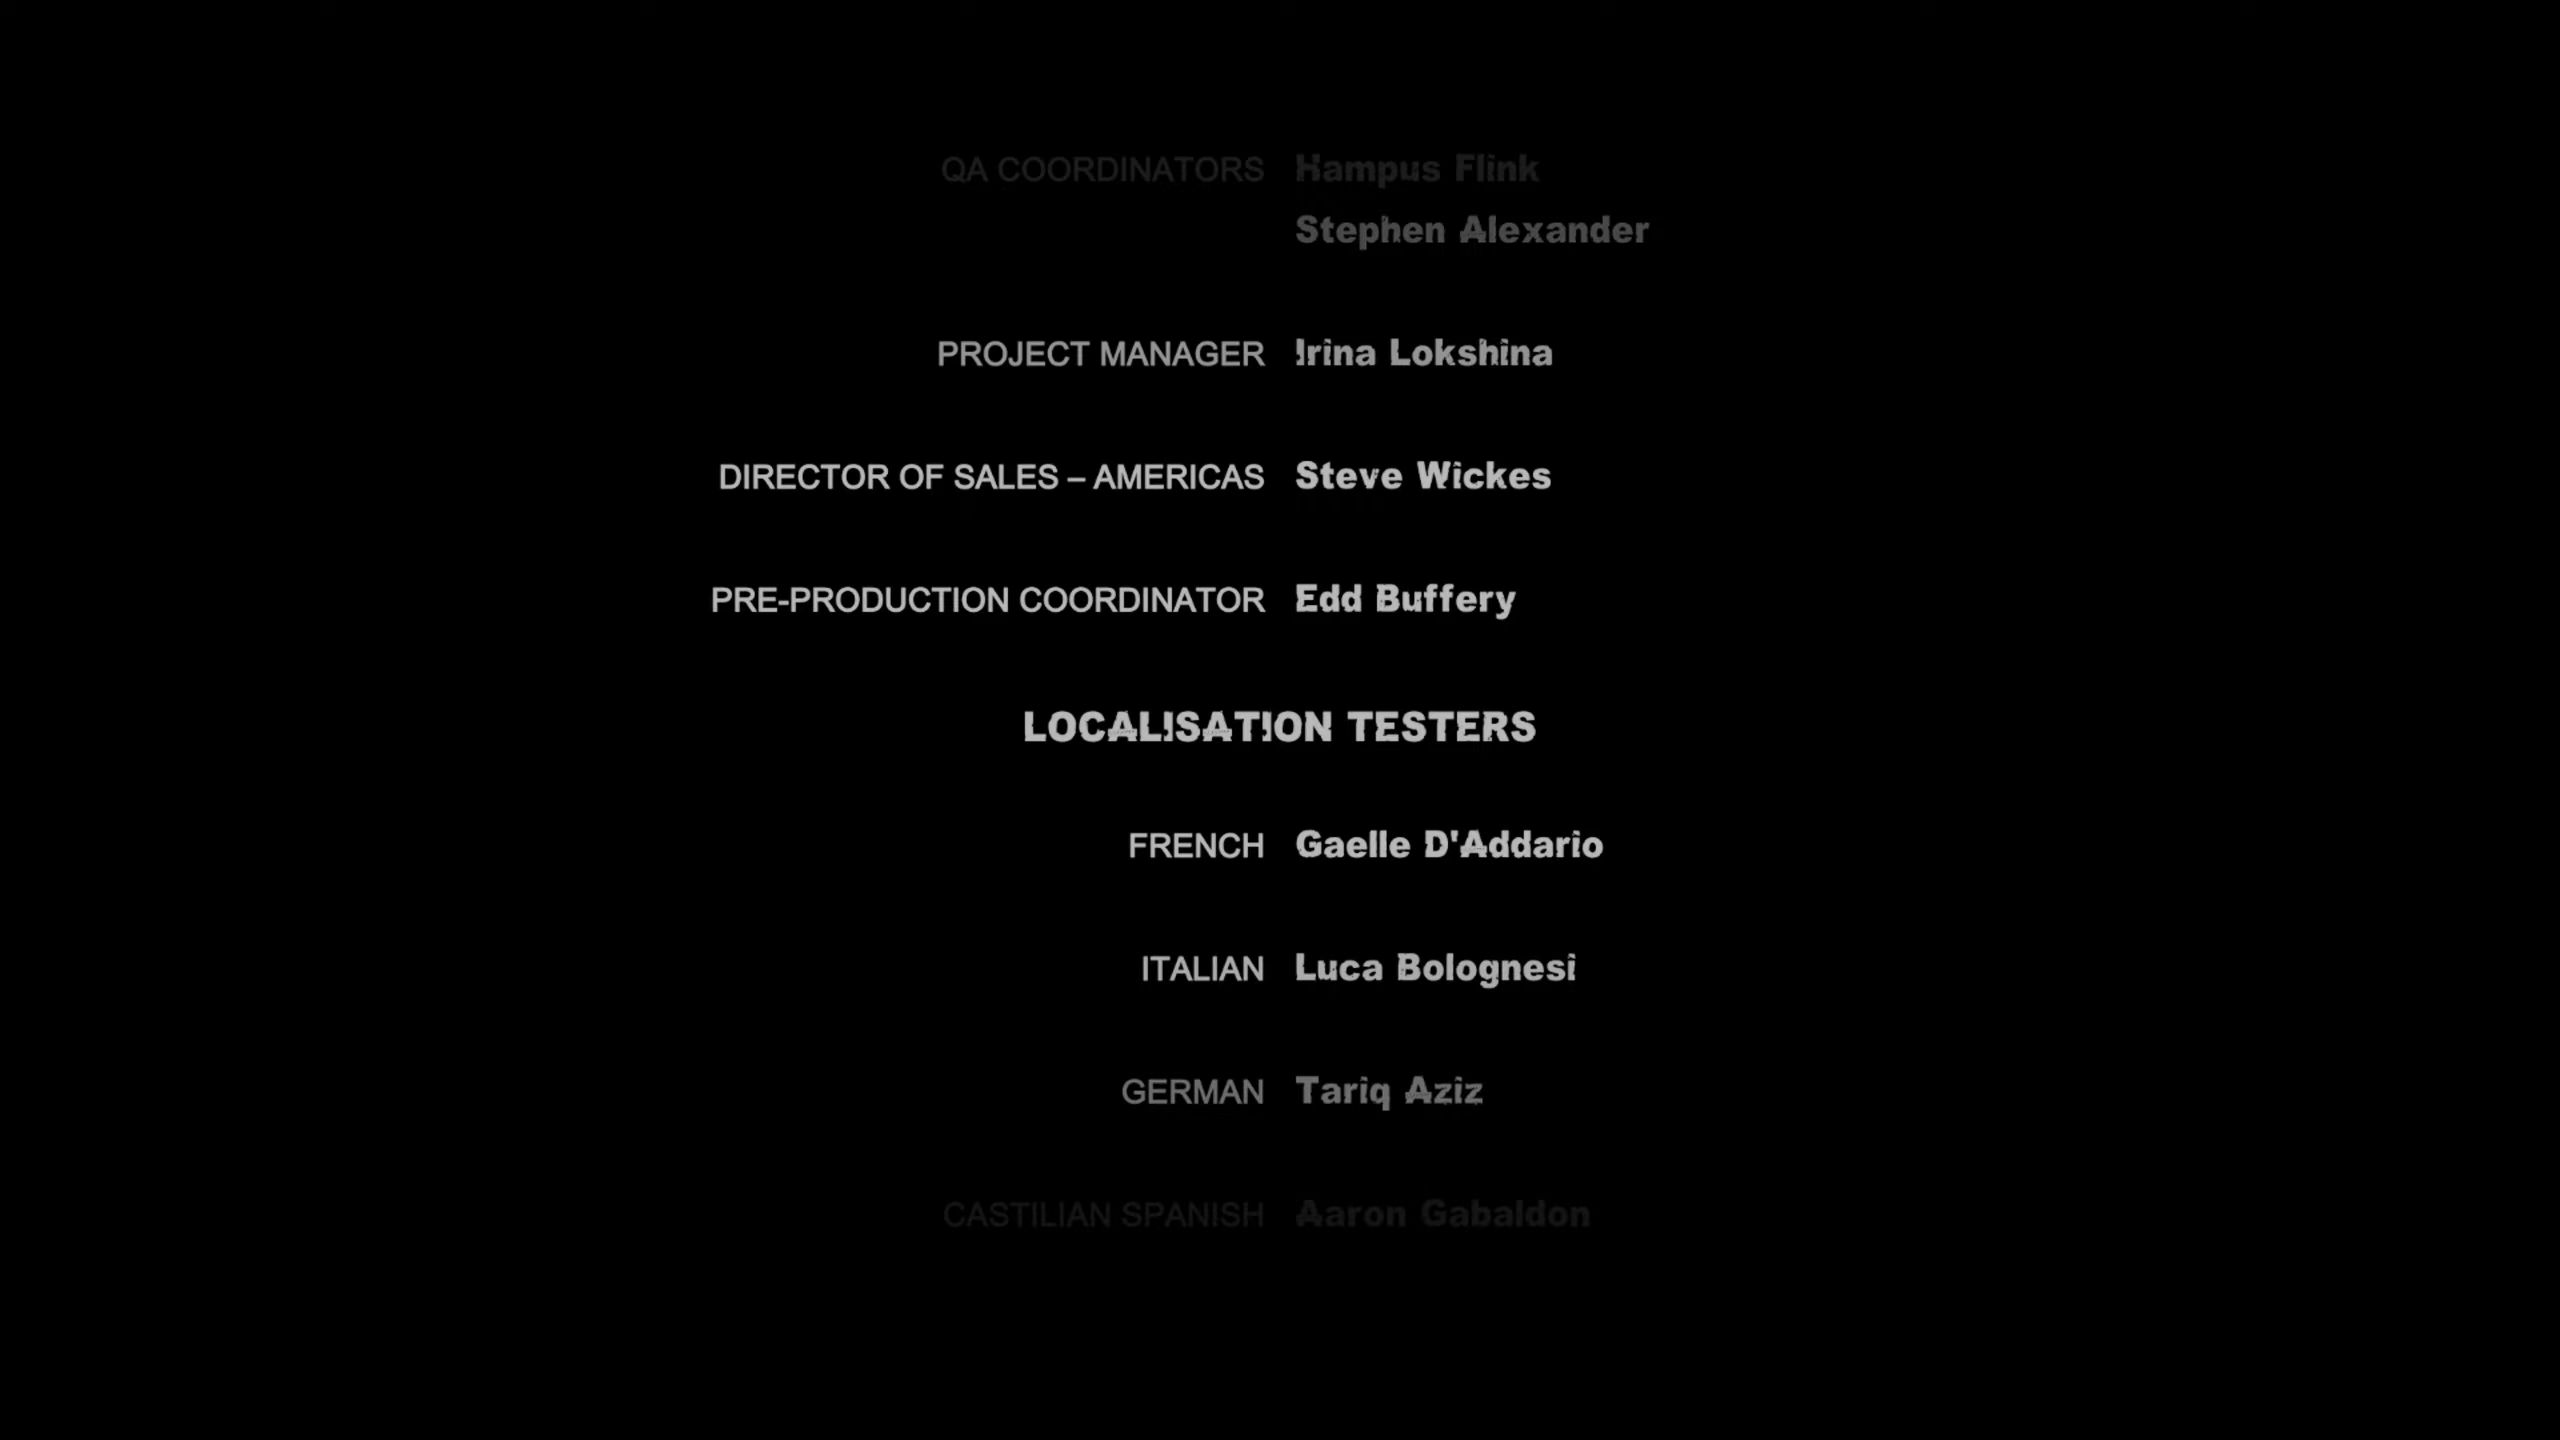 QA COORDINATORS Hampus Flink
Stephen Alexander
PROJECT MANAGER Irina Lokshina
DIRECTOR OF SALES – AMERICAS Steve Wickes
PRE-PRODUCTION COORDINATOR Edd Buffery
LOCALISATION TESTERS
FRENCH Gaelle D'Addario
ITALIAN Luca Bolognesi
GERMAN Tariq Aziz
CASTILIAN SPANISH Aaron Gabaldon